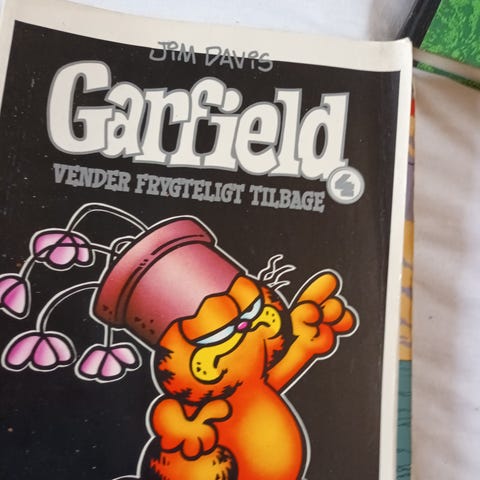 JIM DAVIS
Garfield
4
VENDER FRYGTELIGT TILBAGE